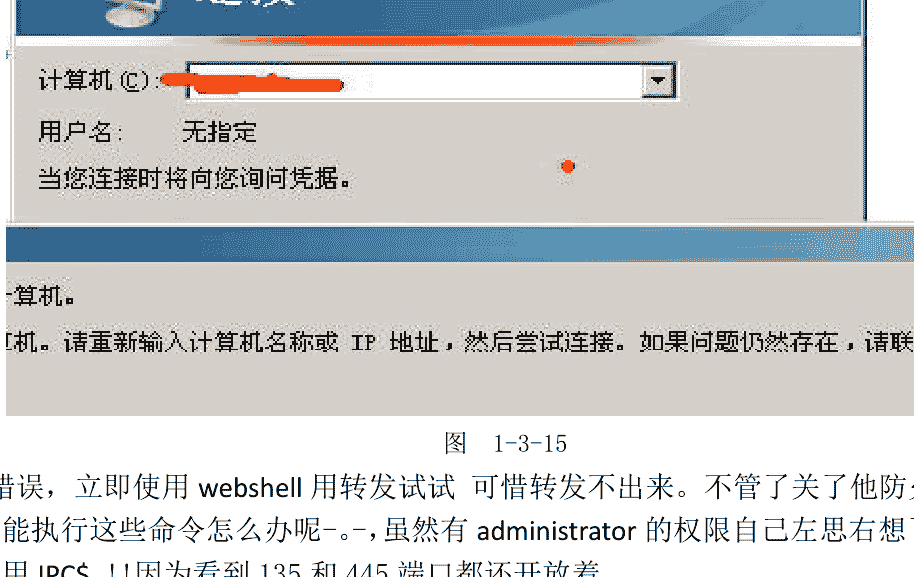 计算机(C):
用户名: 无指定
当您连接时将向您询问凭据。
计算机。
机。请重新输入计算机名称或 IP 地址，然后尝试连接。如果问题仍然存在，请联
图 1-3-15
错误，立即使用 webshell 用转发试试 可惜转发不出来。不管了关了他防
能执行这些命令怎么办呢-。-，虽然有 administrator 的权限自己左思右想
用 IPC$ !!因为看到 135 和 445 端口都还开放着